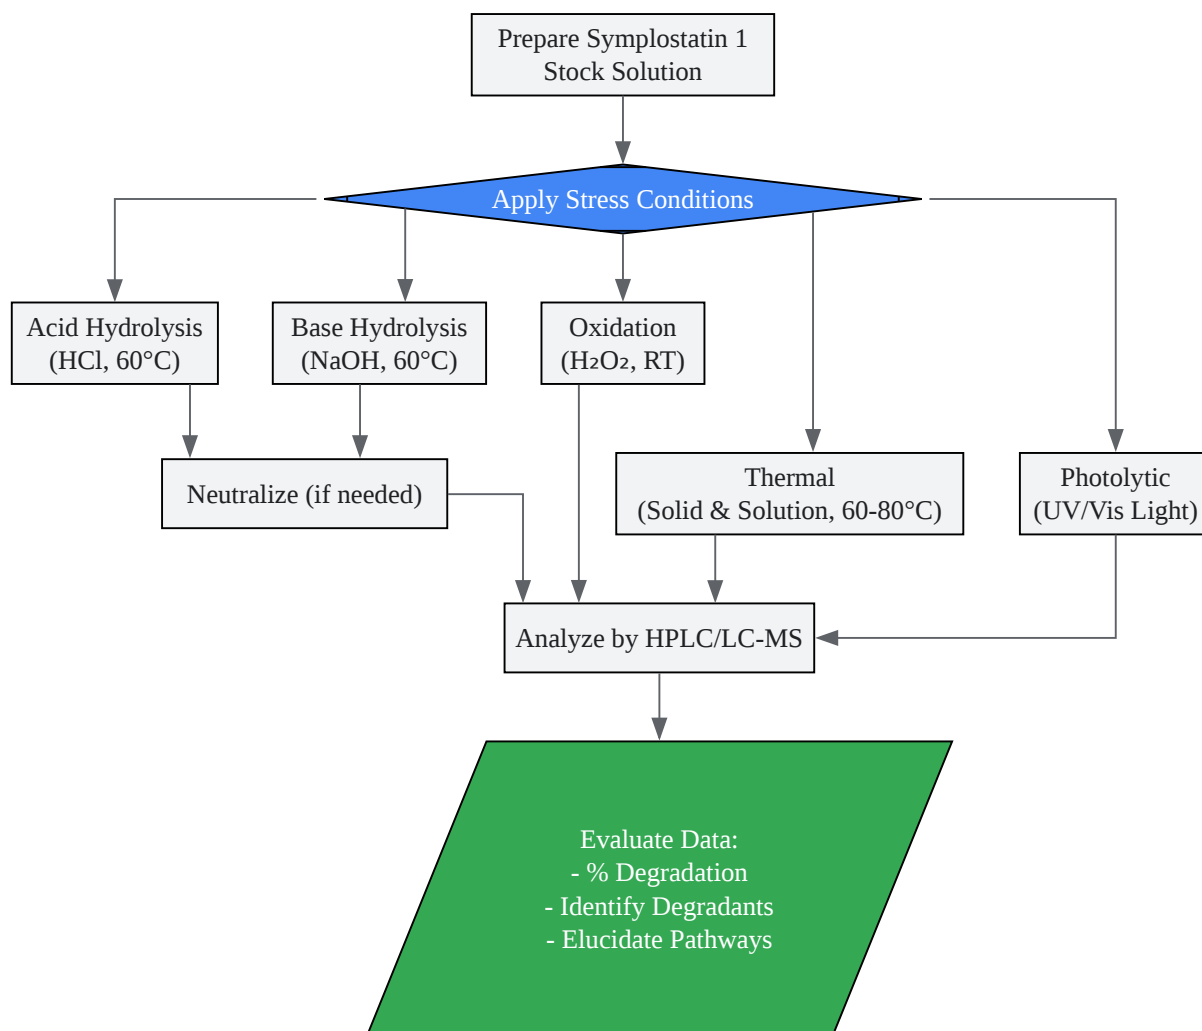 Prepare Symplostatin 1
Stock Solution
Apply Stress Conditions
Acid Hydrolysis
(HCl, 60°C)
Base Hydrolysis
(NaOH, 60°C)
Oxidation
(H₂O₂, RT)
Neutralize (if needed)
Thermal
(Solid & Solution, 60-80°C)
Photolytic
(UV/Vis Light)
Analyze by HPLC/LC-MS
Evaluate Data:
- % Degradation
- Identify Degradants
- Elucidate Pathways